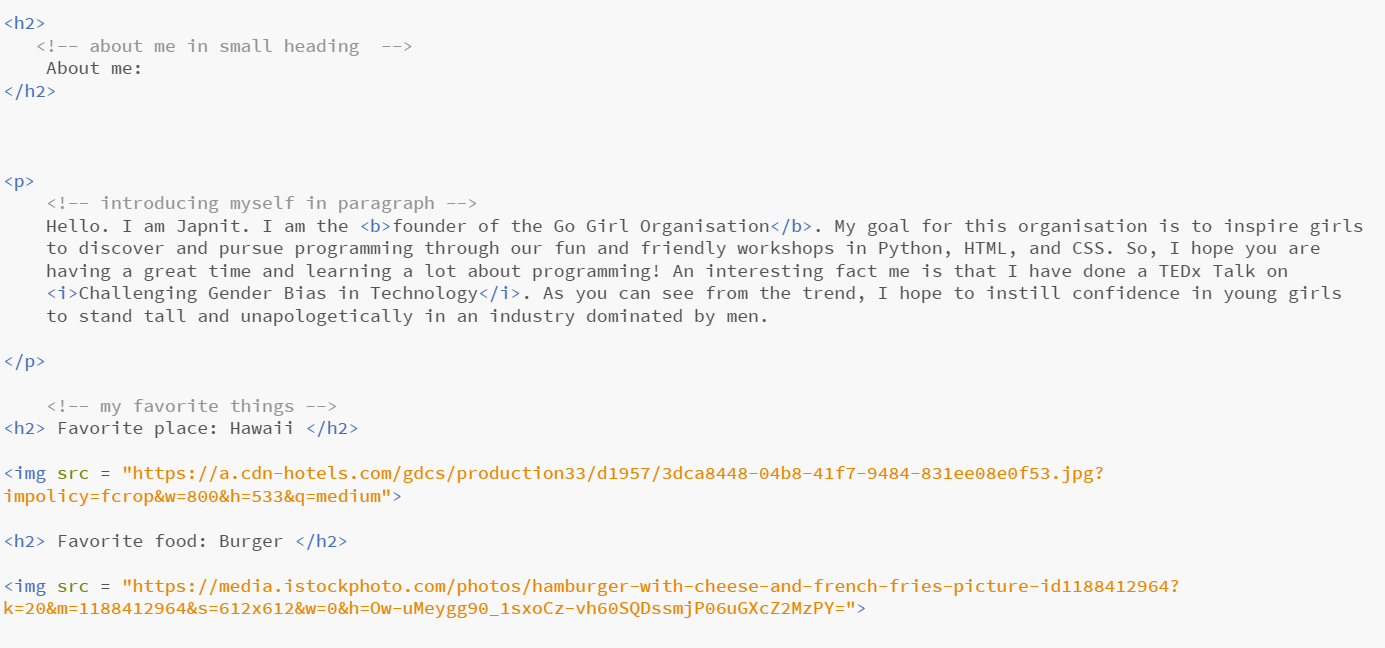 <h2>
<!-- about me in small heading  -->
About me:
</h2>
<p>
<!-- introducing myself in paragraph -->
Hello. I am Japnit. I am the <b>founder of the Go Girl Organisation</b>. My goal for this organisation is to inspire girls
to discover and pursue programming through our fun and friendly workshops in Python, HTML, and CSS. So, I hope you are
having a great time and learning a lot about programming! An interesting fact me is that I have done a TEDx Talk on
<i>Challenging Gender Bias in Technology</i>. As you can see from the trend, I hope to instill confidence in young girls
to stand tall and unapologetically in an industry dominated by men.
</p>
<!-- my favorite things -->
<h2> Favorite place: Hawaii </h2>
<img src = "https://a.cdn-hotels.com/gdcs/production33/d1957/3dca8448-04b8-41f7-9484-831ee08e0f53.jpg?
impolicy=fcrop&w=800&h=533&q=medium">
<h2> Favorite food: Burger </h2>
<img src = "https://media.istockphoto.com/photos/hamburger-with-cheese-and-french-fries-picture-id1188412964?
k=20&m=1188412964&s=612x612&w=0&h=Ow-uMeygg90_1sxoCz-vh60SQDssmjP06uGXcZ2MzPY=">